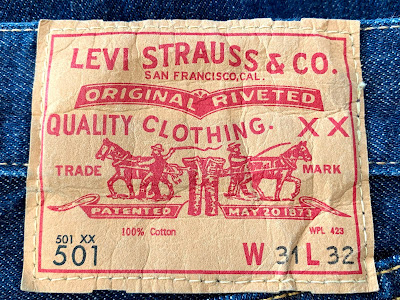 LEVI STRAUSS & CO.
SAN FRANCISCO, CAL.
ORIGINAL RIVETED
QUALITY CLOTHING. XX
TRADE MARK
PATENTED MAY 20 1873
100% Cotton WPL 423
501 XX
501 W 31 L 32